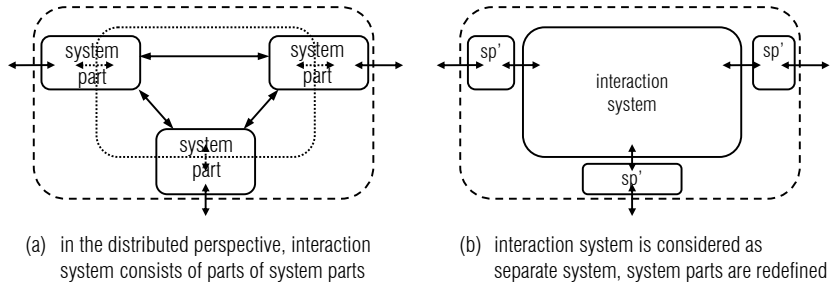 system
part
system
part
system
part
(a) in the distributed perspective, interaction
system consists of parts of system parts
sp'
sp'
interaction
system
sp'
(b) interaction system is considered as
separate system, system parts are redefined